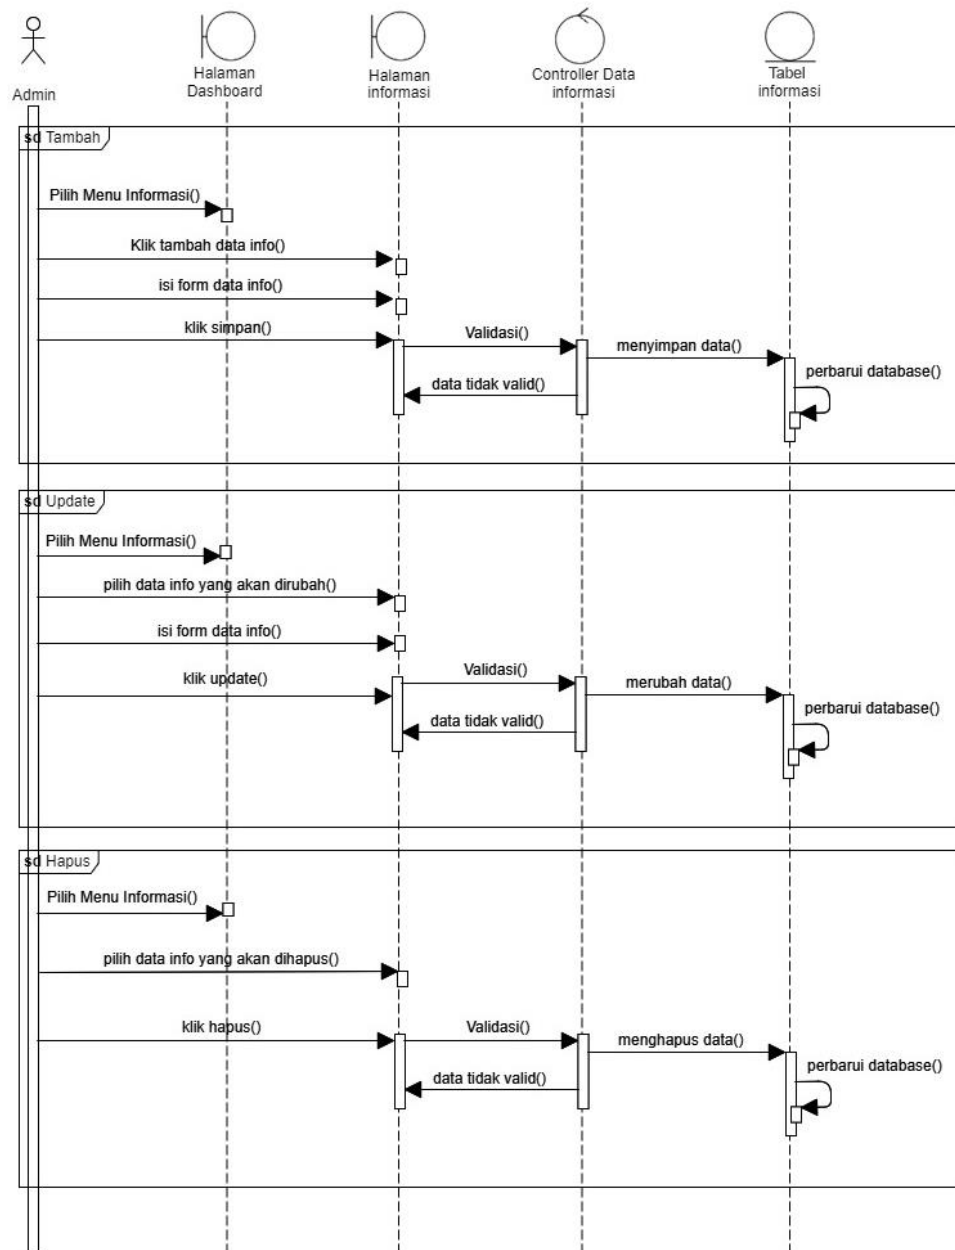 Admin
Halaman
Dashboard
Halaman
informasi
Controller Data
informasi
Tabel
informasi
sd Tambah
Pilih Menu Informasi()
Klik tambah data info()
isi form data info()
klik simpan()
Validasi()
menyimpan data()
data tidak valid()
perbarui database()
sd Update
Pilih Menu Informasi()
pilih data info yang akan dirubah()
isi form data info()
klik update()
Validasi()
merubah data()
data tidak valid()
perbarui database()
sd Hapus
Pilih Menu Informasi()
pilih data info yang akan dihapus()
klik hapus()
Validasi()
menghapus data()
data tidak valid()
perbarui database()